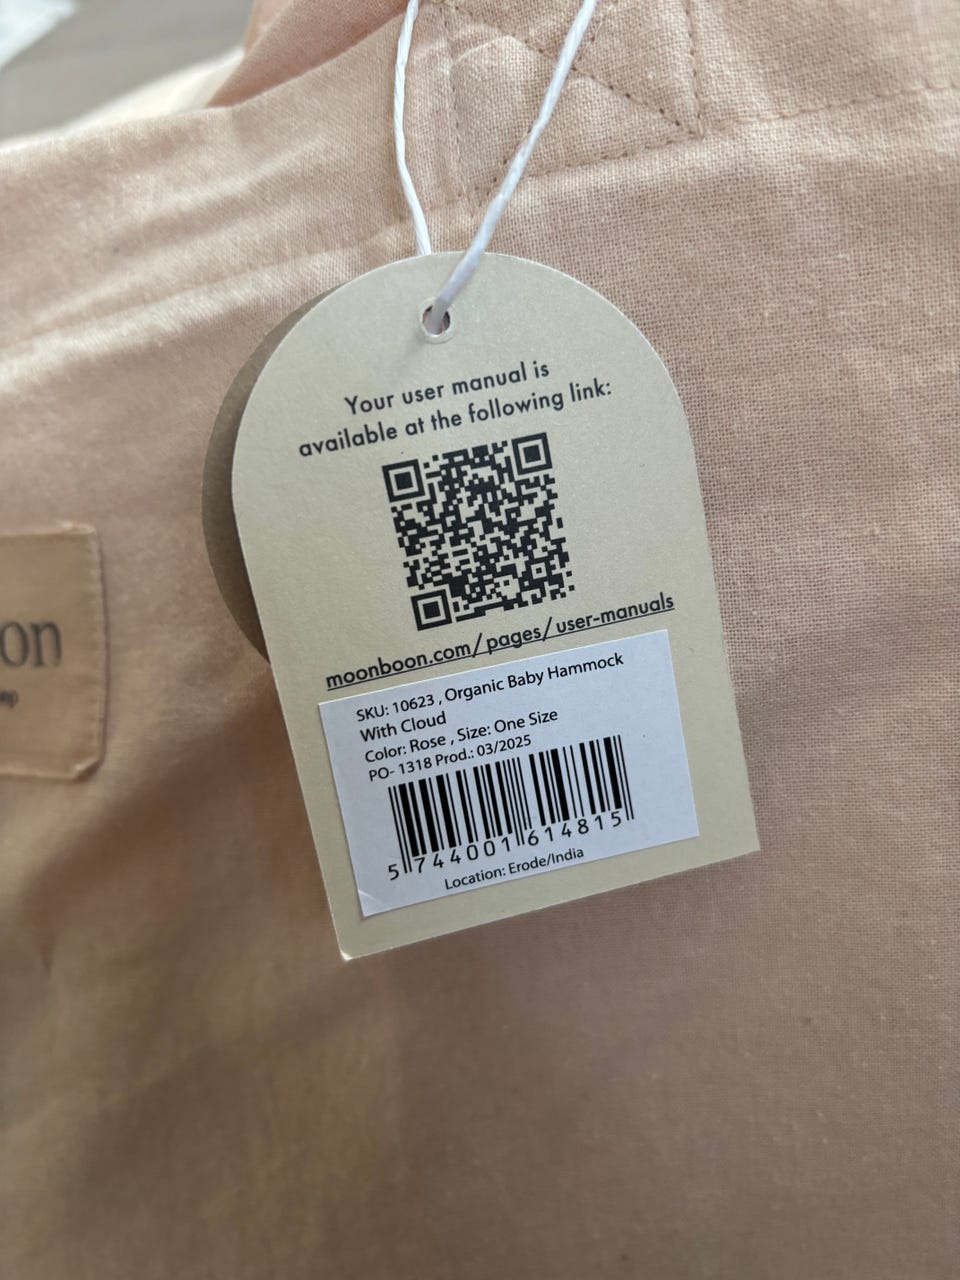 Your user manual is
available at the following link:
moonboon.com/pages/user-manuals
SKU: 10623 , Organic Baby Hammock
With Cloud
Color: Rose , Size: One Size
PO- 1318 Prod.: 03/2025
5 744001 614815
Location: Erode/India
on